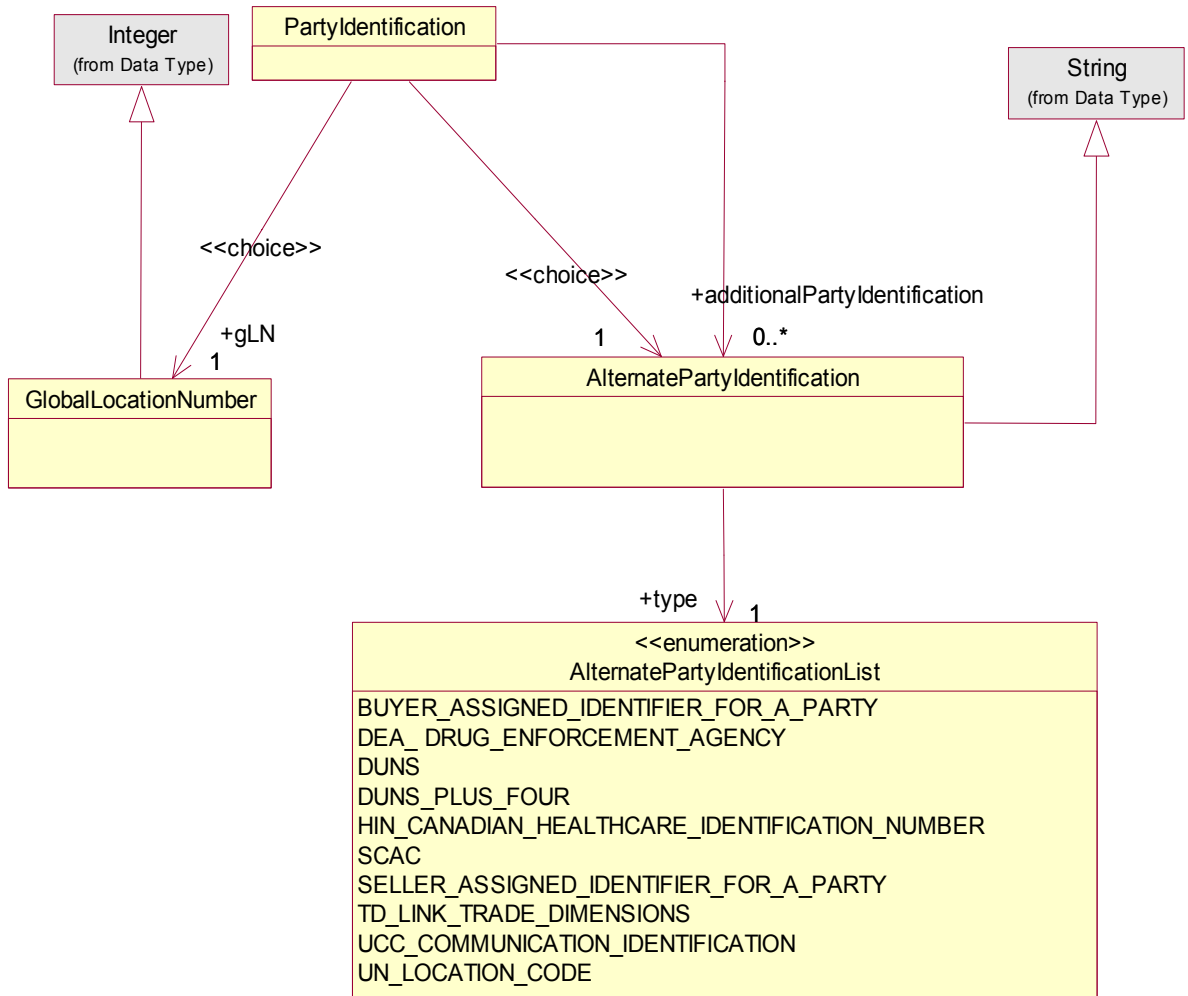 Integer
(from Data Type)
PartyIdentification
String
(from Data Type)
<<choice>>
<<choice>>
+additionalPartyIdentification
+gLN
1
1
0..*
GlobalLocationNumber
AlternatePartyIdentification
+type
1
<<enumeration>>
AlternatePartyIdentificationList
BUYER_ASSIGNED_IDENTIFIER_FOR_A_PARTY
DEA_ DRUG_ENFORCEMENT_AGENCY
DUNS
DUNS_PLUS_FOUR
HIN_CANADIAN_HEALTHCARE_IDENTIFICATION_NUMBER
SCAC
SELLER_ASSIGNED_IDENTIFIER_FOR_A_PARTY
TD_LINK_TRADE_DIMENSIONS
UCC_COMMUNICATION_IDENTIFICATION
UN_LOCATION_CODE